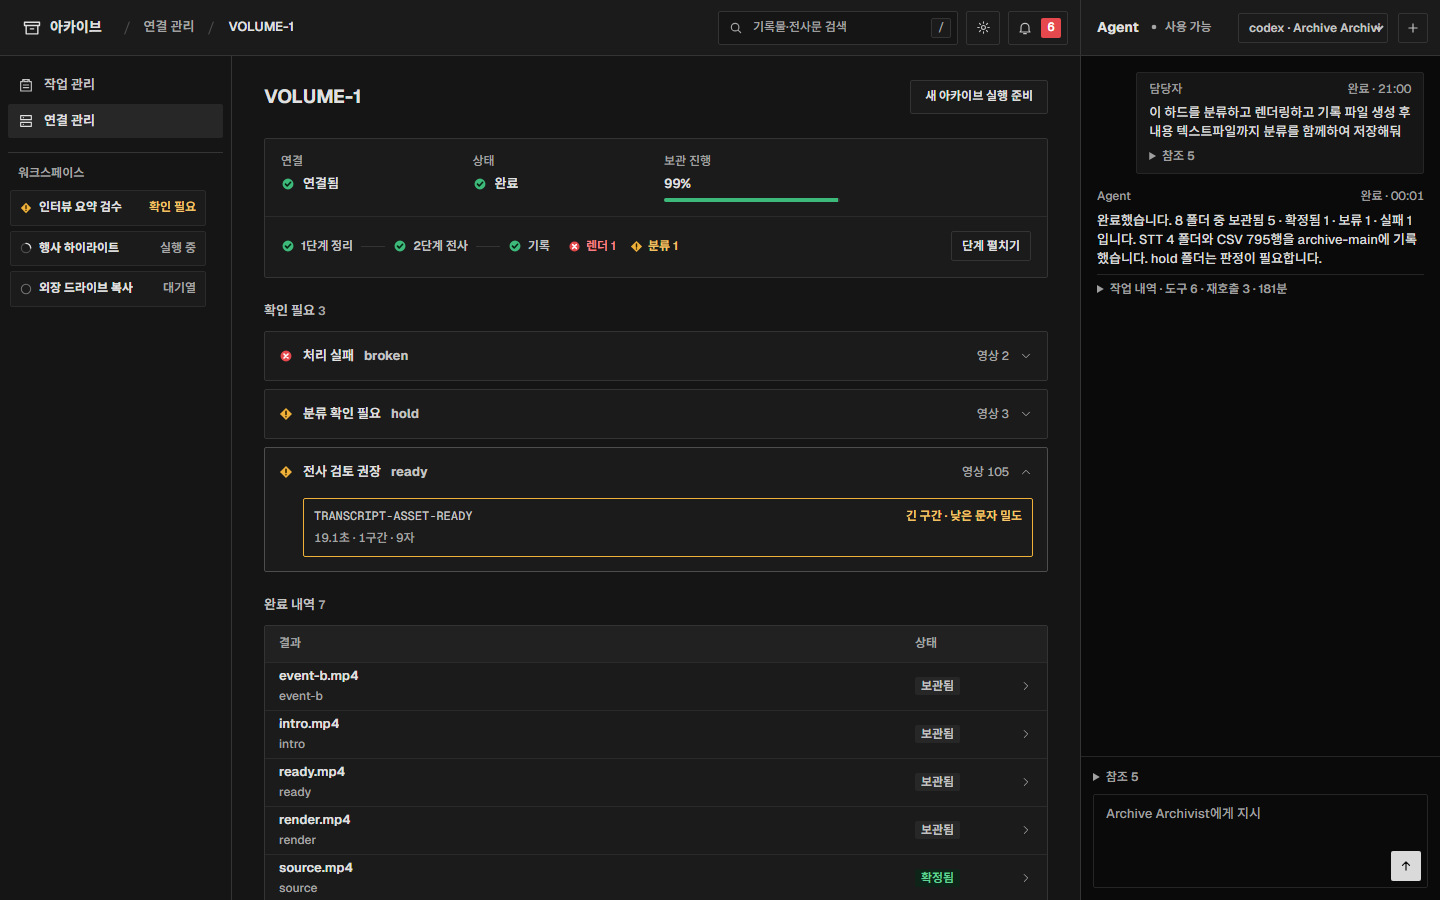 아카이브 / 연결 관리 / VOLUME-1
기록물·전사문 검색 /
6
Agent • 사용 가능
codex · Archive Archiv
작업 관리
연결 관리
워크스페이스
인터뷰 요약 검수 확인 필요
행사 하이라이트 실행 중
외장 드라이브 복사 대기열
VOLUME-1
새 아카이브 실행 준비
연결 상태 보관 진행
연결됨 완료 99%
1단계 정리 2단계 전사 기록 렌더 1 분류 1 단계 펼치기
확인 필요 3
처리 실패 broken 영상 2
분류 확인 필요 hold 영상 3
전사 검토 권장 ready 영상 105
TRANSCRIPT-ASSET-READY 긴 구간 · 낮은 문자 밀도
19.1초 · 1구간 · 9자
완료 내역 7
결과 상태
event-b.mp4
event-b
보관됨
intro.mp4
intro
보관됨
ready.mp4
ready
보관됨
render.mp4
render
보관됨
source.mp4
source
확정됨
담당자 완료 · 21:00
이 하드를 분류하고 렌더링하고 기록 파일 생성 후
내용 텍스트파일까지 분류를 함께하여 저장해둬
참조 5
Agent 완료 · 00:01
완료했습니다. 8 폴더 중 보관됨 5 · 확정됨 1 · 보류 1 · 실패 1
입니다. STT 4 폴더와 CSV 795행을 archive-main에 기록
했습니다. hold 폴더는 판정이 필요합니다.
작업 내역 · 도구 6 · 재호출 3 · 181분
참조 5
Archive Archivist에게 지시